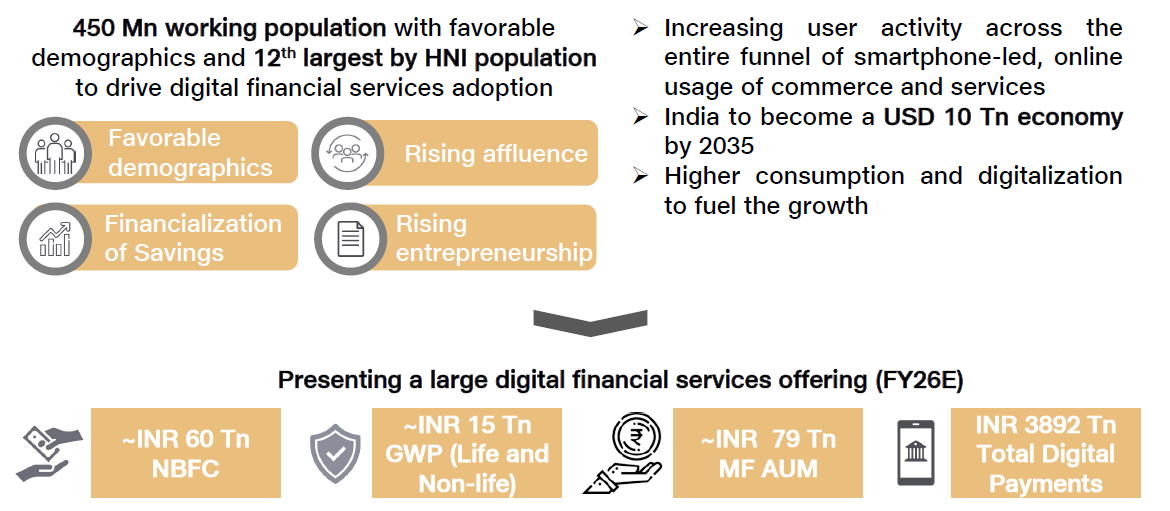 450 Mn working population with favorable
demographics and 12th largest by HNI population
to drive digital financial services adoption
Favorable
demographics
Rising affluence
Financialization
of Savings
Rising
entrepreneurship
➢ Increasing user activity across the
entire funnel of smartphone-led, online
usage of commerce and services
➢ India to become a USD 10 Tn economy
by 2035
➢ Higher consumption and digitalization
to fuel the growth
Presenting a large digital financial services offering (FY26E)
~INR 60 Tn
NBFC
~INR 15 Tn
GWP (Life and
Non-life)
₹
~INR 79 Tn
MF AUM
INR 3892 Tn
Total Digital
Payments